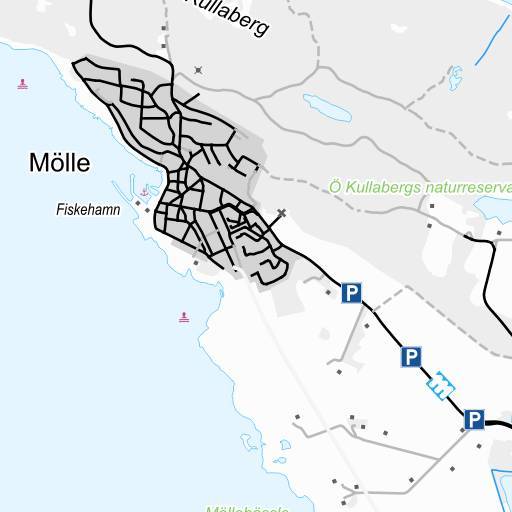 Kullaberg
Mölle
Ö Kullabergs naturreserva
Fiskehamn
P
P
P